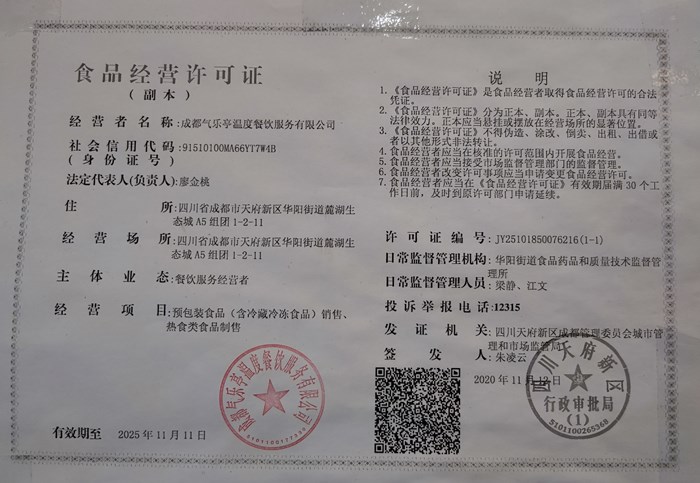 食品经营许可证
(副本)
经营者名称:成都气乐亭温度餐饮服务有限公司
社会信用代码:91510100MA66YT7W4B
(身份证号)
法定代表人(负责人):廖金桃
住所:四川省成都市天府新区华阳街道麓湖生
态城A5组团1-2-11
经营场所:四川省成都市天府新区华阳街道麓湖生
态城A5组团1-2-11
主体业态:餐饮服务经营者
经营项目:预包装食品(含冷藏冷冻食品)销售、
热食类食品制售
成都气乐亭温度餐饮服务有限公司
有效期至 2025年11月11日
说明
1. 《食品经营许可证》是食品经营者取得食品经营许可的合法
凭证。
2. 《食品经营许可证》分为正本、副本。正本、副本具有同等
法律效力。正本应当悬挂或摆放在经营场所的显著位置。
3. 《食品经营许可证》不得伪造、涂改、倒卖、出租、出借或
者以其他形式非法转让。
4. 食品经营者应当在核准的许可范围内开展食品经营。
5. 食品经营者应当接受市场监督管理部门的监督管理。
6. 食品经营者改变许可事项应当申请变更食品经营许可。
7. 食品经营者应当在《食品经营许可证》有效期届满30个工
作日前,及时到原许可部门申请延续。
许可证编号:JY25101850076216(1-1)
日常监督管理机构:华阳街道食品药品和质量技术监督管
理所
日常监督管理人员:梁静、江文
投诉举报电话:12315
发证机关:四川天府新区成都管理委员会城市管
理和市场监管局
签发人:朱凌云
2020年11月12日
四川天府新区
行政审批局
(1)
5101100265368